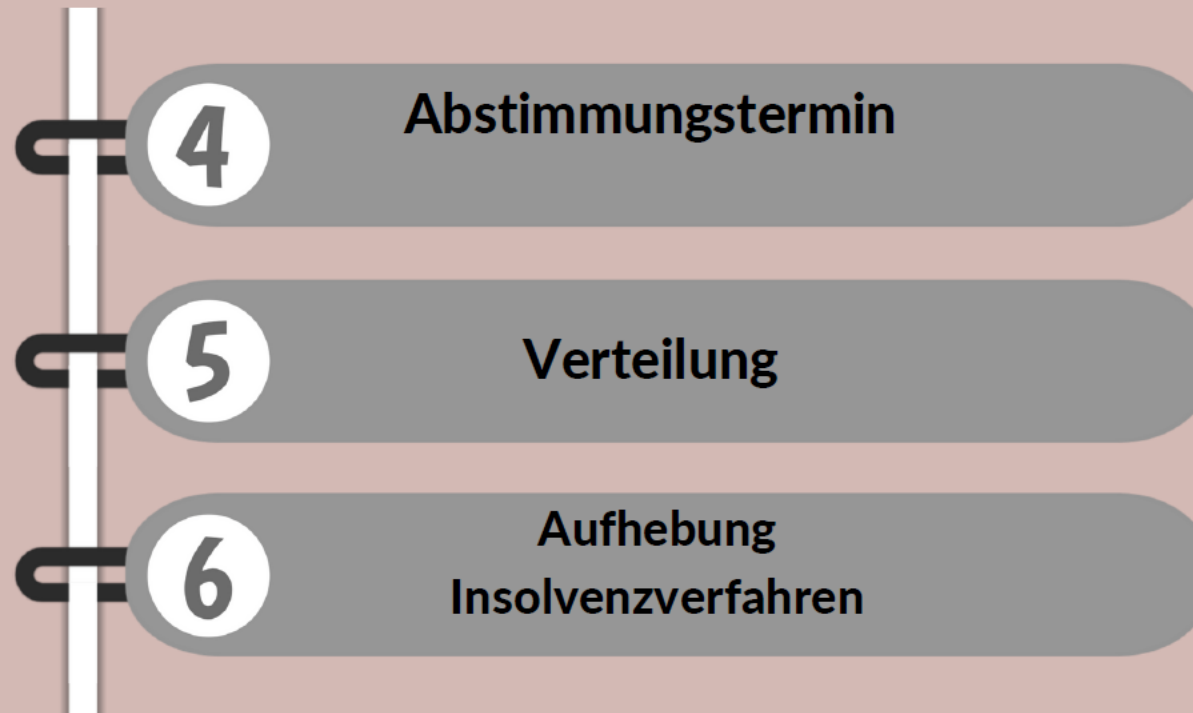 4
Abstimmungstermin
5
Verteilung
6
Aufhebung
Insolvenzverfahren